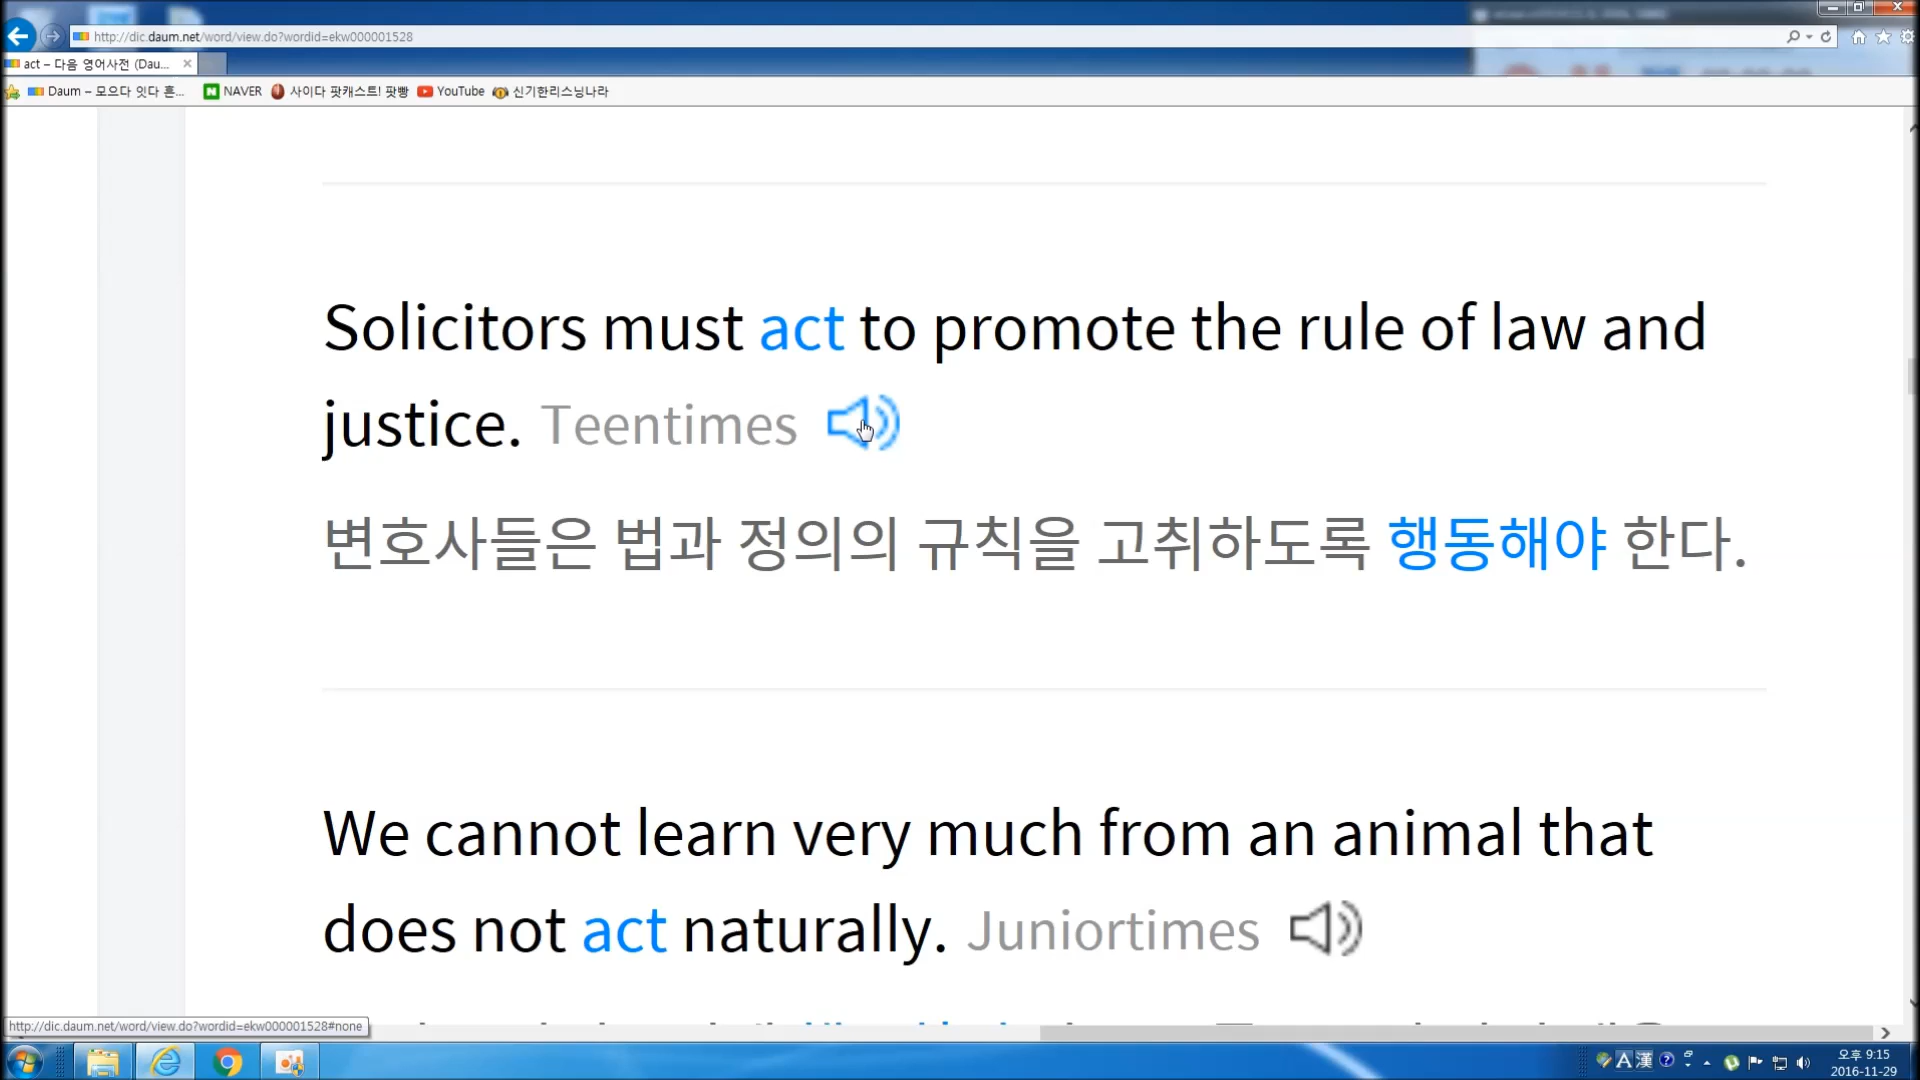 http://dic.daum.net/word/view.do?wordid=ekw000001528
act – 다음 영어사전 (Dau...
Daum – 모으다 잇다 흔... NAVER 사이다 팟캐스트! 팟빵 YouTube 신기한리스닝나라
Solicitors must act to promote the rule of law and
justice. Teentimes
변호사들은 법과 정의의 규칙을 고취하도록 행동해야 한다.
We cannot learn very much from an animal that
does not act naturally. Juniortimes
http://dic.daum.net/word/view.do?wordid=ekw000001528#none
A 漢
오후 9:15
2016-11-29